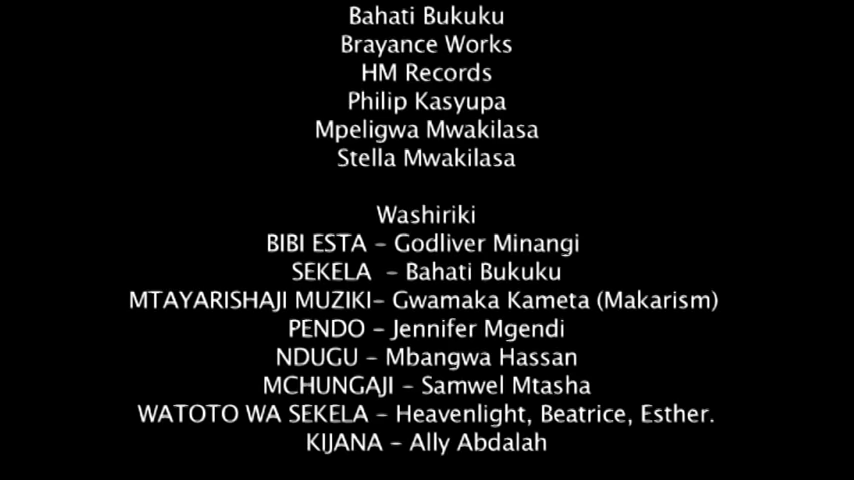 Bahati Bukuku
Brayance Works
HM Records
Philip Kasyupa
Mpeligwa Mwakilasa
Stella Mwakilasa
Washiriki
BIBI ESTA – Godliver Minangi
SEKELA – Bahati Bukuku
MTAYARISHAJI MUZIKI– Gwamaka Kameta (Makarism)
PENDO – Jennifer Mgendi
NDUGU – Mbangwa Hassan
MCHUNGAJI – Samwel Mtasha
WATOTO WA SEKELA – Heavenlight, Beatrice, Esther.
KIJANA – Ally Abdalah